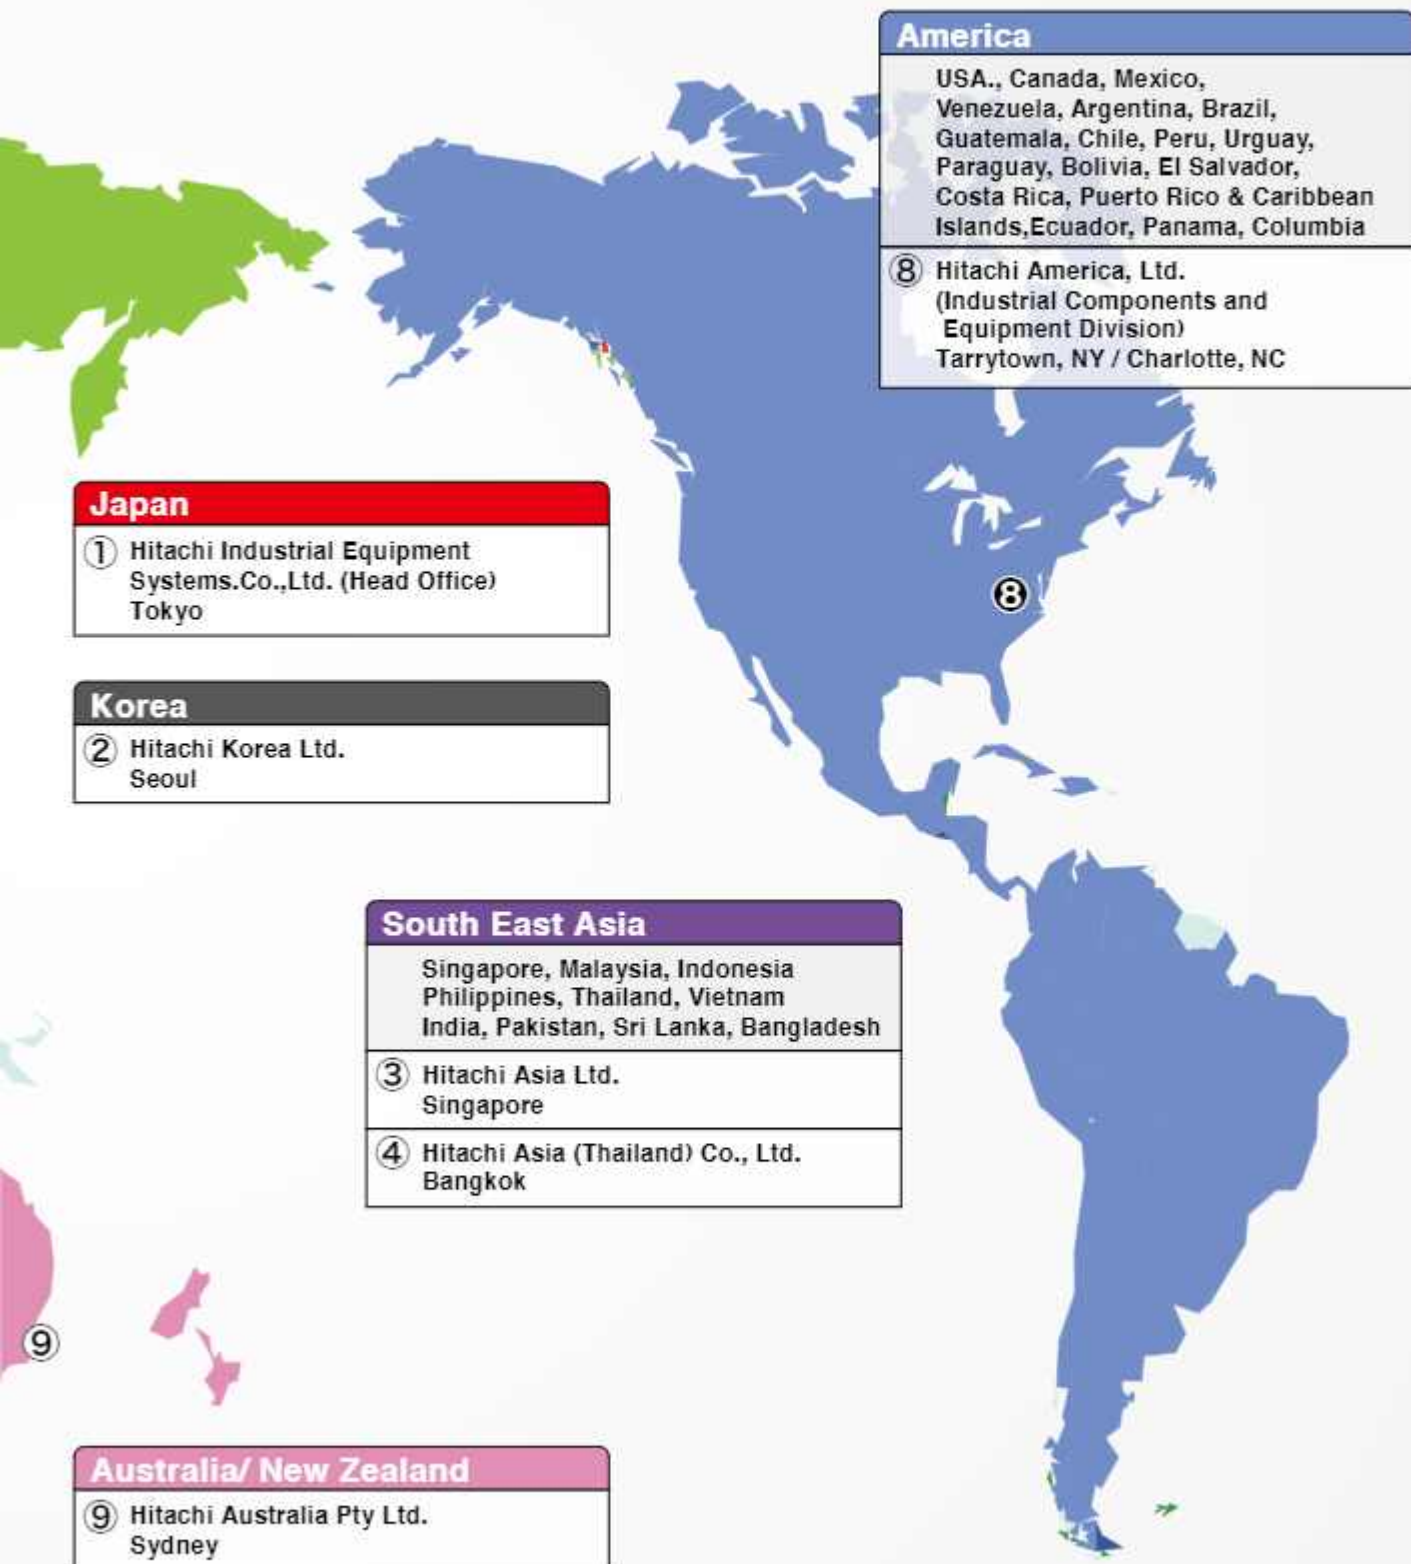 America
USA., Canada, Mexico,
Venezuela, Argentina, Brazil,
Guatemala, Chile, Peru, Urguay,
Paraguay, Bolivia, El Salvador,
Costa Rica, Puerto Rico & Caribbean
Islands,Ecuador, Panama, Columbia
⑧ Hitachi America, Ltd.
(Industrial Components and
Equipment Division)
Tarrytown, NY / Charlotte, NC
Japan
① Hitachi Industrial Equipment
Systems.Co.,Ltd. (Head Office)
Tokyo
❽
Korea
② Hitachi Korea Ltd.
Seoul
South East Asia
Singapore, Malaysia, Indonesia
Philippines, Thailand, Vietnam
India, Pakistan, Sri Lanka, Bangladesh
③ Hitachi Asia Ltd.
Singapore
④ Hitachi Asia (Thailand) Co., Ltd.
Bangkok
⑨
Australia/ New Zealand
⑨ Hitachi Australia Pty Ltd.
Sydney